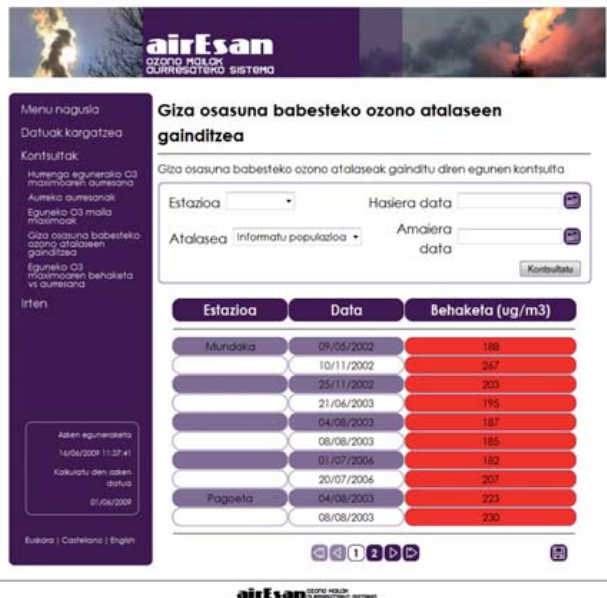 airEsan
OZONO MAILAK
AURRESATEKO SISTEMA
Menu nagusia
Datuak kargatzea
Kontsultak
Hurrengo egunerako O3
maximoaren aurresana
Aurreko aurresanak
Eguneko O3 maila
maximoak
Giza osasuna babesteko
ozono atalaseen
gainditzea
Eguneko O3
maximoaren behaketa
vs aurresana
Irten
Azken eguneraketa
16/06/2009 11:37:41
Kalkulatu den azken
datua
01/06/2009
Euskara | Castellano | English
Giza osasuna babesteko ozono atalaseen
gainditzea
Giza osasuna babesteko ozono atalaseak gainditu diren egunen kontsulta
Estazioa Hasiera data
Atalasea Informatu populazioa Amaiera
data
Kontsultatu
Estazioa Data Behaketa (ug/m3)
Mundaka 09/05/2002 188
10/11/2002 267
25/11/2002 203
21/06/2003 195
04/08/2003 187
08/08/2003 185
01/07/2006 182
20/07/2006 207
Pagoeta 04/08/2003 223
08/08/2003 230
1 2
airEsan OZONO MAILAK
AURRESATEKO SISTEMA